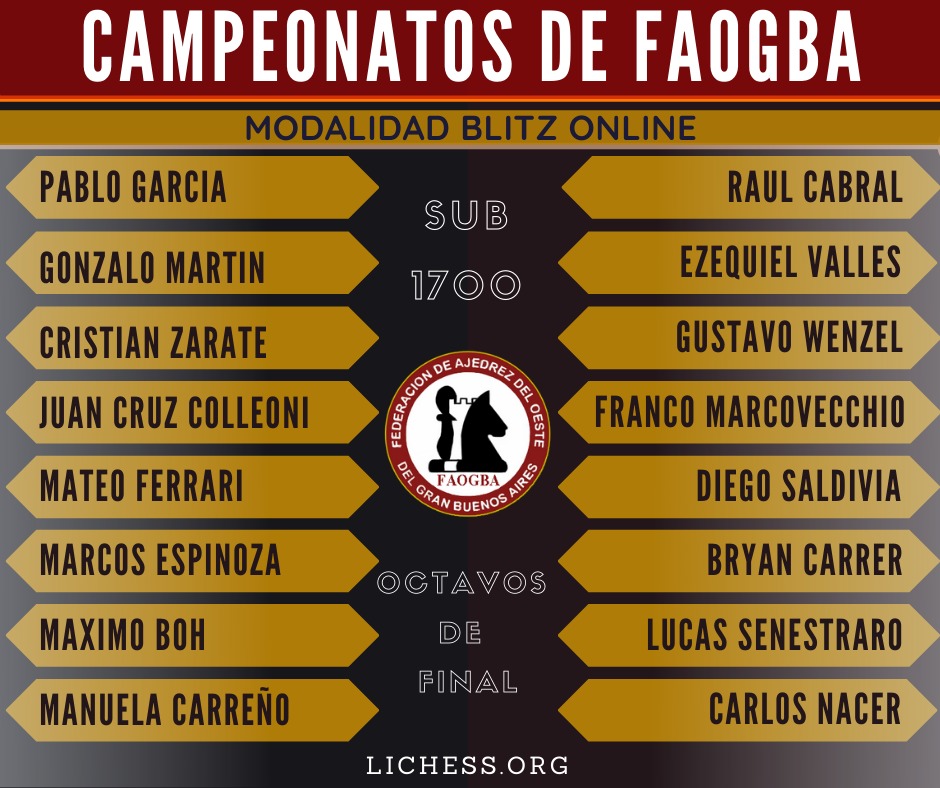 CAMPEONATOS DE FAOGBA
MODALIDAD BLITZ ONLINE
PABLO GARCIA
RAUL CABRAL
SUB
GONZALO MARTIN
EZEQUIEL VALLES
1700
CRISTIAN ZARATE
GUSTAVO WENZEL
FEDERACION DE AJEDREZ DEL OESTE
JUAN CRUZ COLLEONI
FRANCO MARCOVECCHIO
FAOGBA
DEL GRAN BUENOS AIRES
MATEO FERRARI
DIEGO SALDIVIA
MARCOS ESPINOZA
BRYAN CARRER
OCTAVOS
DE
MAXIMO BOH
LUCAS SENESTRARO
FINAL
MANUELA CARREÑO
CARLOS NACER
LICHESS.ORG